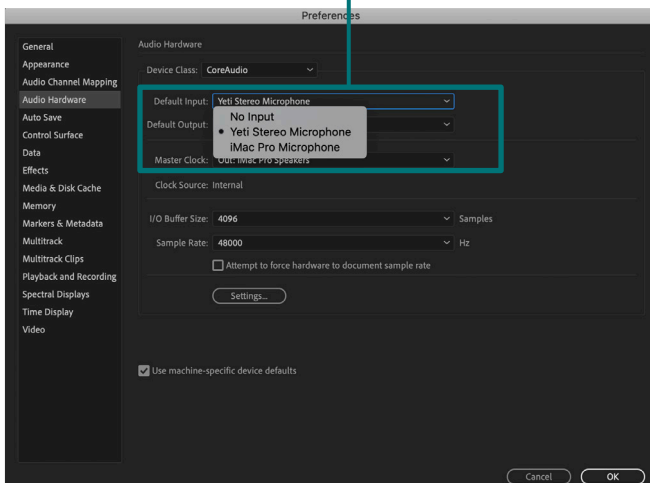 Preferences
General
Appearance
Audio Channel Mapping
Audio Hardware
Auto Save
Control Surface
Data
Effects
Media & Disk Cache
Memory
Markers & Metadata
Multitrack
Multitrack Clips
Playback and Recording
Spectral Displays
Time Display
Video
Audio Hardware
Device Class: CoreAudio
Default Input: Yeti Stereo Microphone
No Input
• Yeti Stereo Microphone
iMac Pro Microphone
Default Output:
Master Clock: Out: iMac Pro Speakers
Clock Source: Internal
I/O Buffer Size: 4096 Samples
Sample Rate: 48000 Hz
Attempt to force hardware to document sample rate
Settings...
Use machine-specific device defaults
Cancel OK